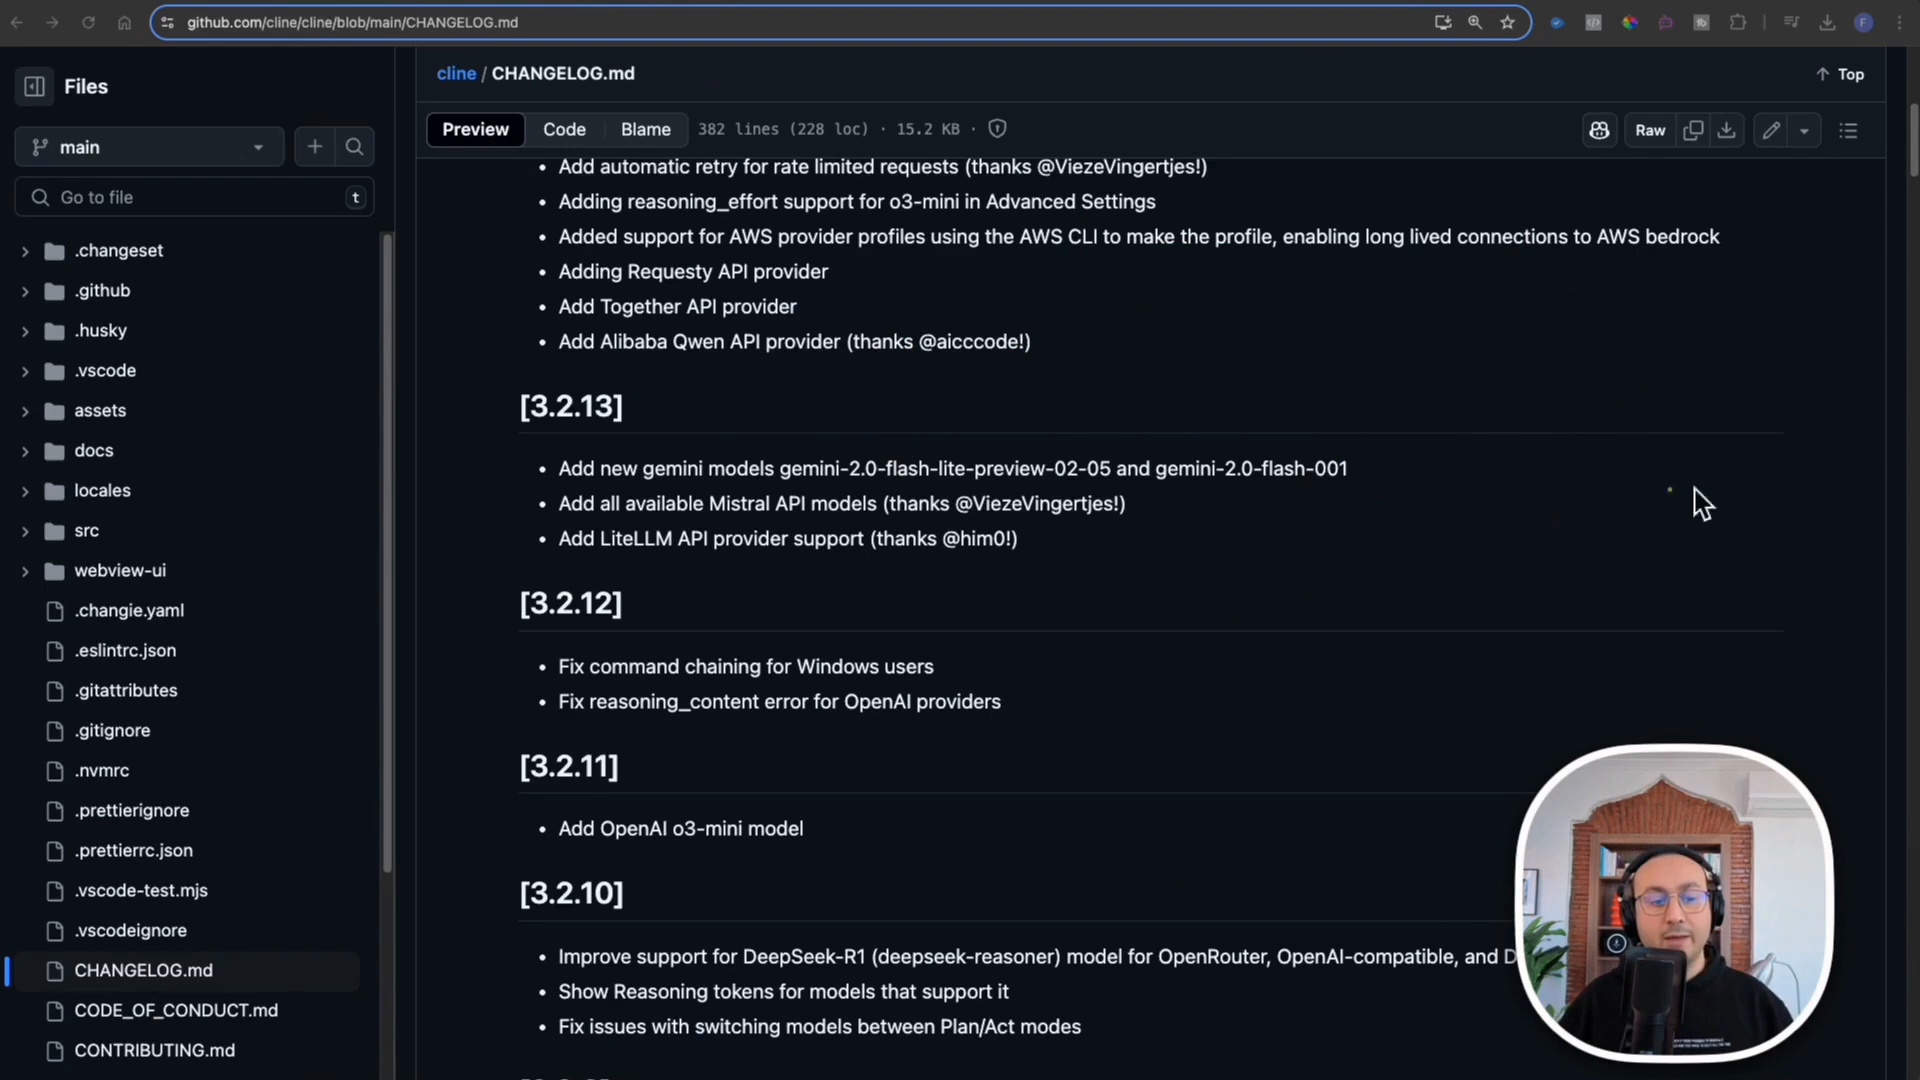 github.com/cline/cline/blob/main/CHANGELOG.md
F
Files
main
Go to file
t
.changeset
.github
.husky
.vscode
assets
docs
locales
src
webview-ui
.changie.yaml
.eslintrc.json
.gitattributes
.gitignore
.nvmrc
.prettierignore
.prettierrc.json
.vscode-test.mjs
.vscodeignore
CHANGELOG.md
CODE_OF_CONDUCT.md
CONTRIBUTING.md
cline / CHANGELOG.md
Top
Preview Code Blame 382 lines (228 loc) · 15.2 KB ·
Raw
• Add automatic retry for rate limited requests (thanks @ViezeVingertjes!)
• Adding reasoning_effort support for o3-mini in Advanced Settings
• Added support for AWS provider profiles using the AWS CLI to make the profile, enabling long lived connections to AWS bedrock
• Adding Requesty API provider
• Add Together API provider
• Add Alibaba Qwen API provider (thanks @aicccode!)
[3.2.13]
• Add new gemini models gemini-2.0-flash-lite-preview-02-05 and gemini-2.0-flash-001
• Add all available Mistral API models (thanks @ViezeVingertjes!)
• Add LiteLLM API provider support (thanks @him0!)
[3.2.12]
• Fix command chaining for Windows users
• Fix reasoning_content error for OpenAI providers
[3.2.11]
• Add OpenAI o3-mini model
[3.2.10]
• Improve support for DeepSeek-R1 (deepseek-reasoner) model for OpenRouter, OpenAI-compatible, and D
• Show Reasoning tokens for models that support it
• Fix issues with switching models between Plan/Act modes